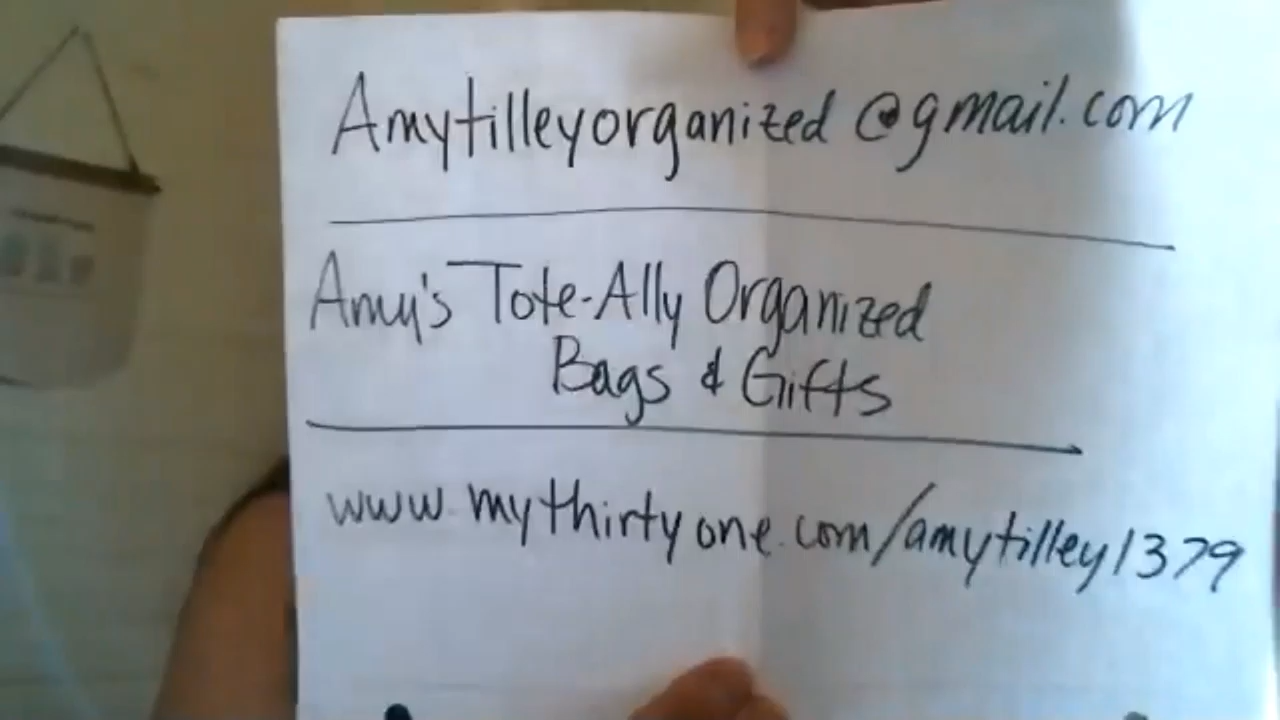 Amytilleyorganized@gmail.com
Amy's Tote-Ally Organized
Bags & Gifts
www.mythirtyone.com/amytilley1379